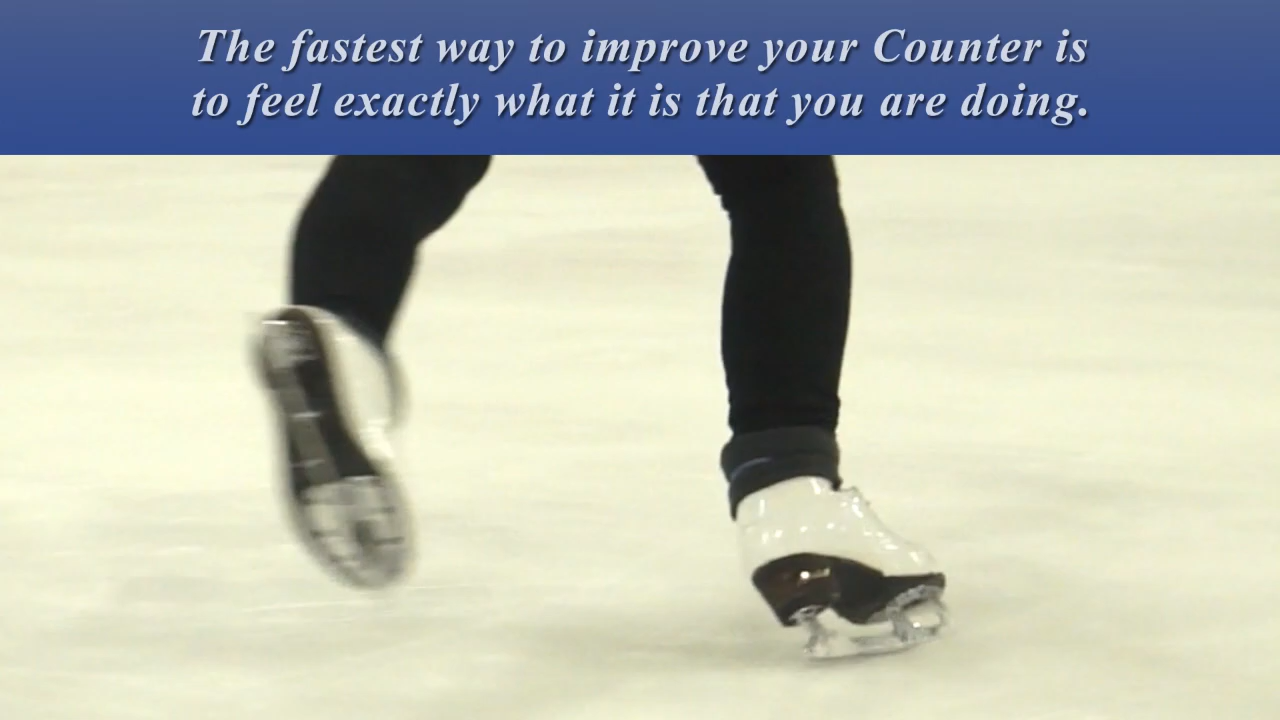 The fastest way to improve your Counter is
to feel exactly what it is that you are doing.